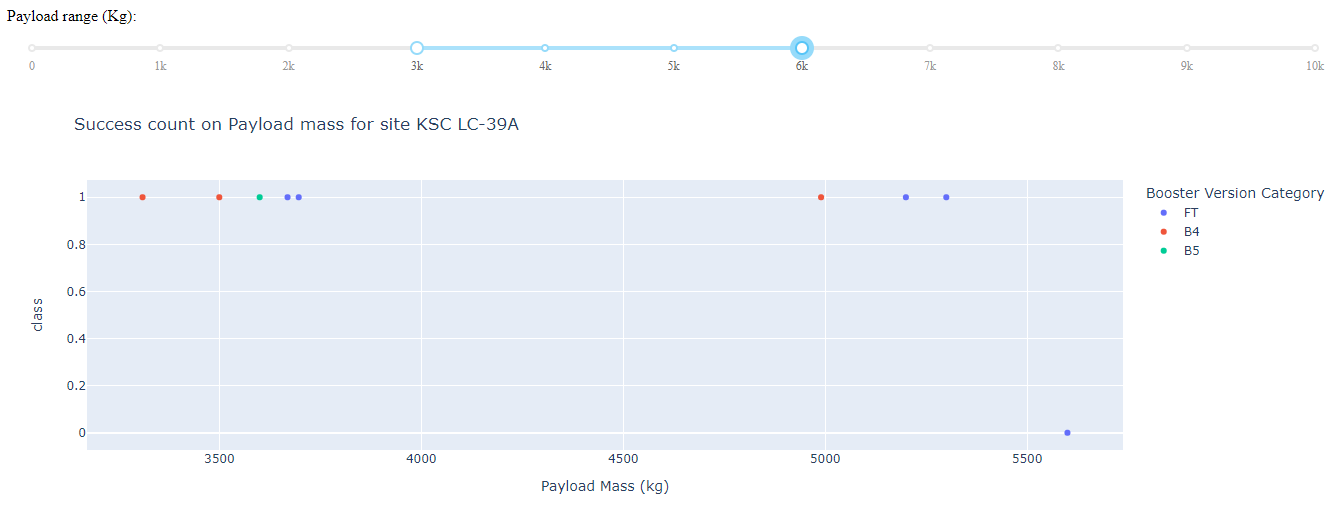 Payload range (Kg):
0 1k 2k 3k 4k 5k 6k 7k 8k 9k 10k
Success count on Payload mass for site KSC LC-39A
Booster Version Category
FT
B4
B5
1
0.8
0.6
0.4
0.2
0
class
3500 4000 4500 5000 5500
Payload Mass (kg)